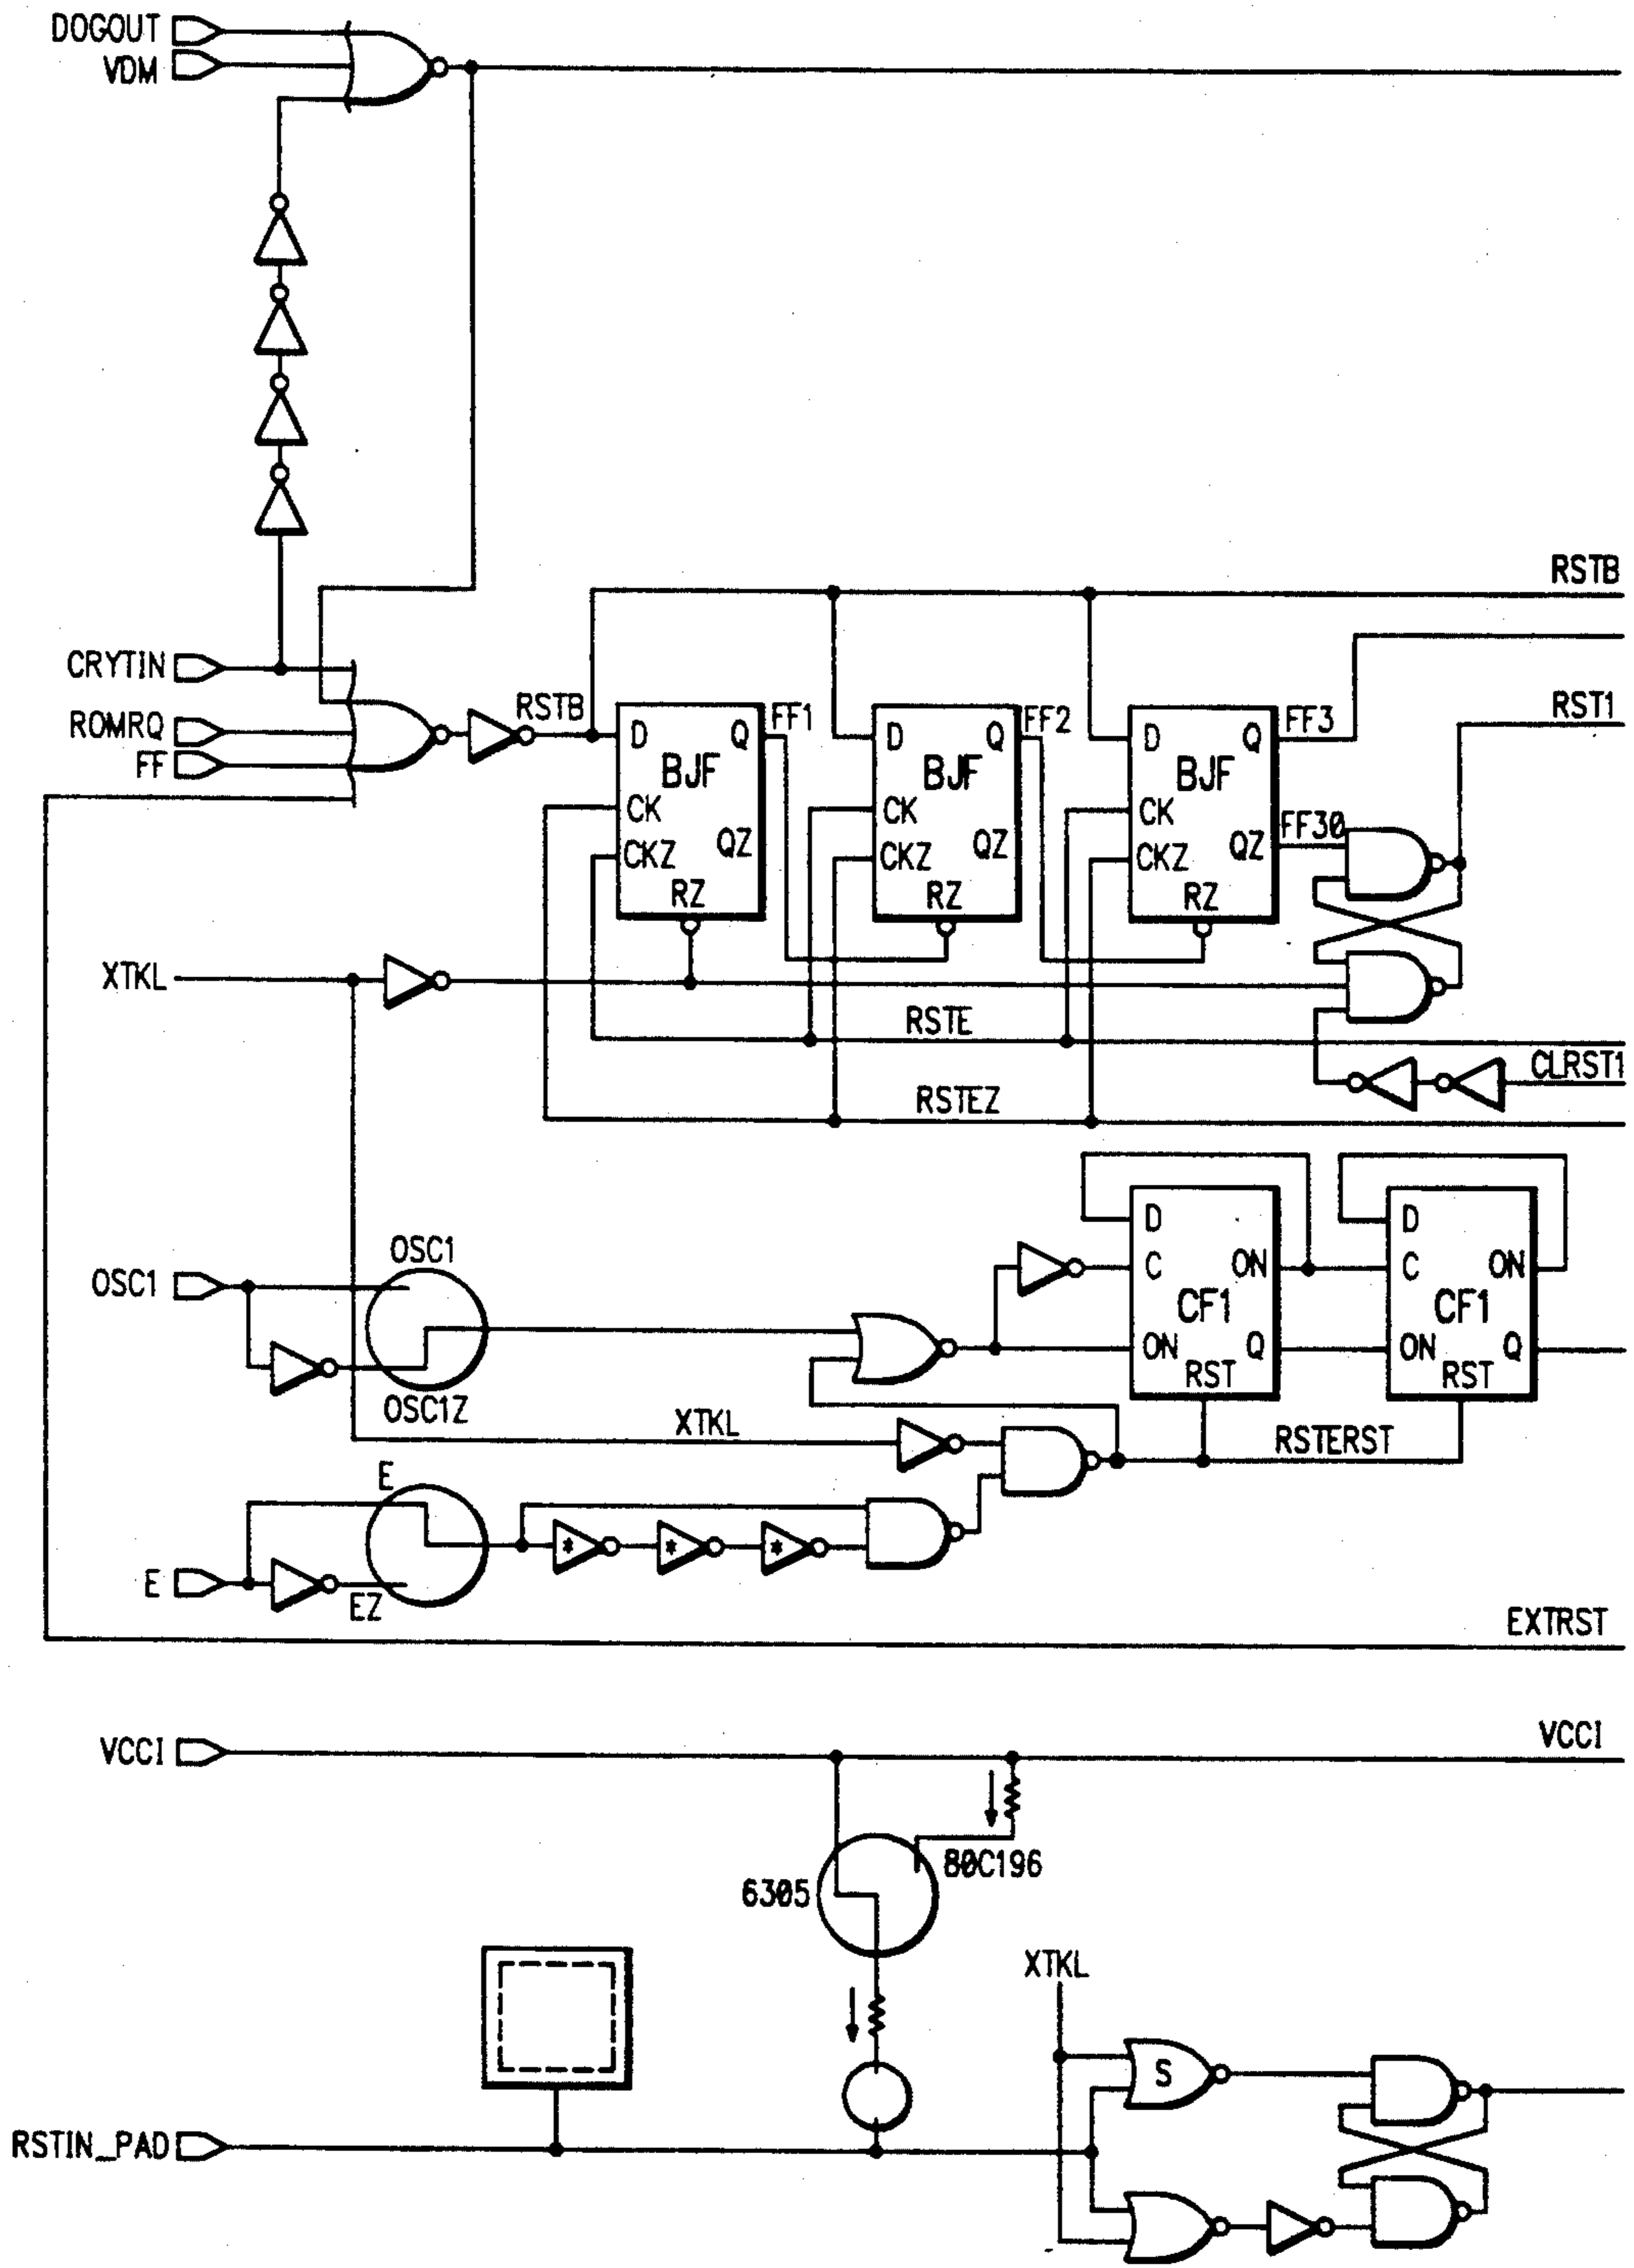 DOGOUT
VDM
RSTB
CRYTIN
ROMRQ
FF
RSTB
RST1
D Q
BJF
CK
CKZ QZ
RZ
FF1
D Q
BJF
CK
CKZ QZ
RZ
FF2
D Q
BJF
CK
CKZ QZ
RZ
FF3
FF30
XTKL
RSTE
CLRST1
RSTEZ
OSC1
OSC1
OSC1Z
D
C ON
CF1
ON Q
RST
D
C ON
CF1
ON Q
RST
XTKL
RSTERST
E
E
EZ
* * *
EXTRST
VCCI
VCCI
6305
80C196
XTKL
S
RSTIN_PAD